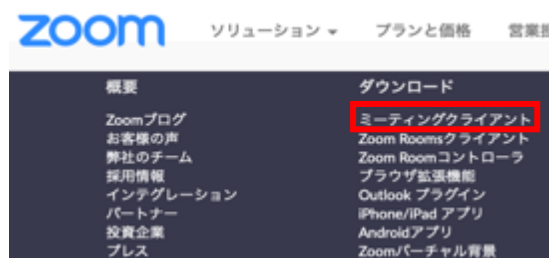 zoom ソリューション プランと価格 営業担
概要
Zoomブログ
お客様の声
弊社のチーム
採用情報
インテグレーション
パートナー
投資企業
プレス
ダウンロード
ミーティングクライアント
Zoom Roomsクライアント
Zoom Roomコントローラ
ブラウザ拡張機能
Outlook プラグイン
iPhone/iPad アプリ
Androidアプリ
Zoomバーチャル背景